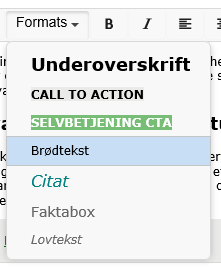 Formats
B I U
Underoverskrift
CALL TO ACTION
SELVBETJENING CTA
Brødtekst
Citat
Faktabox
Lovtekst